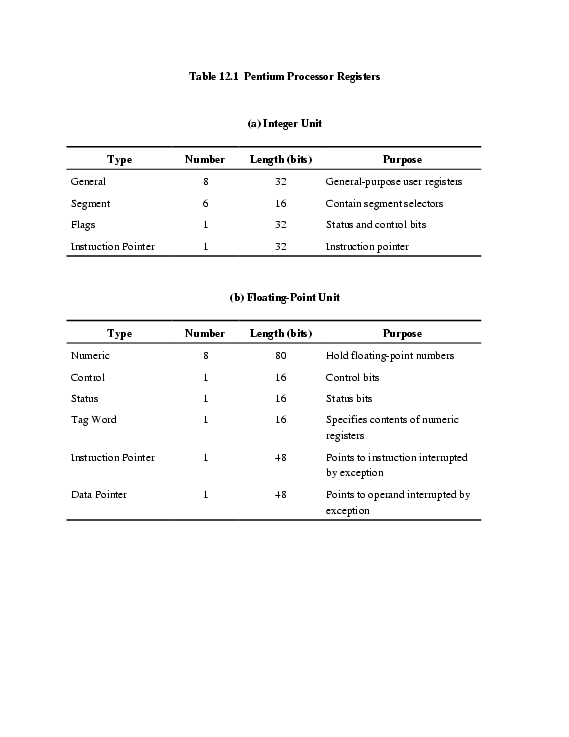 Table 12.1 Pentium Processor Registers
(a) Integer Unit
Type Number Length (bits) Purpose
General 8 32 General-purpose user registers
Segment 6 16 Contain segment selectors
Flags 1 32 Status and control bits
Instruction Pointer 1 32 Instruction pointer
(b) Floating-Point Unit
Type Number Length (bits) Purpose
Numeric 8 80 Hold floating-point numbers
Control 1 16 Control bits
Status 1 16 Status bits
Tag Word 1 16 Specifies contents of numeric
registers
Instruction Pointer 1 48 Points to instruction interrupted
by exception
Data Pointer 1 48 Points to operand interrupted by
exception